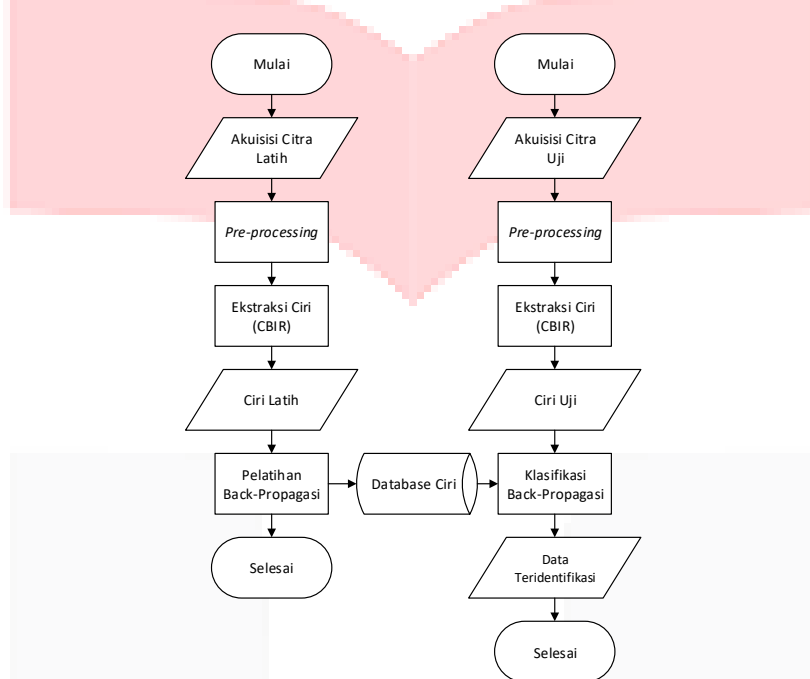 Mulai
Akuisisi Citra
Latih
Pre-processing
Ekstraksi Ciri
(CBIR)
Ciri Latih
Pelatihan
Back-Propagasi
Selesai
Database Ciri
Mulai
Akuisisi Citra
Uji
Pre-processing
Ekstraksi Ciri
(CBIR)
Ciri Uji
Klasifikasi
Back-Propagasi
Data
Teridentifikasi
Selesai